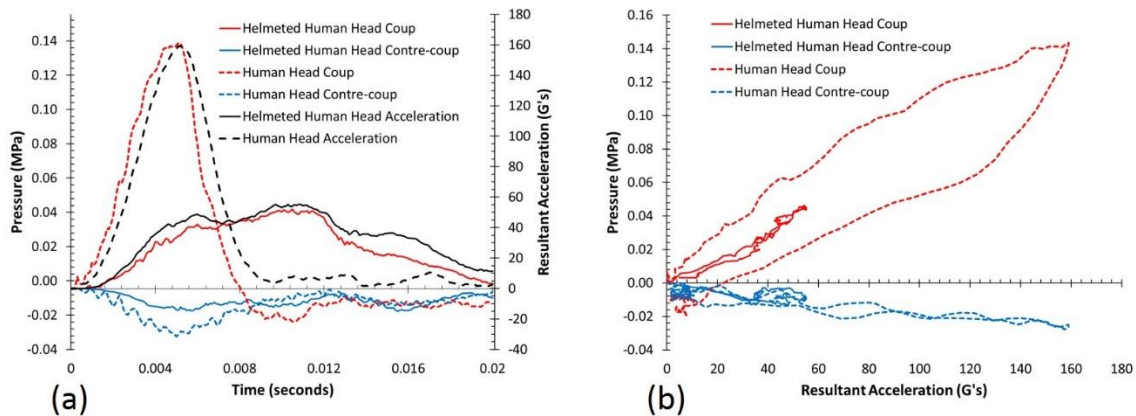 0.14
0.12
0.10
0.08
0.06
0.04
0.02
0.00
-0.02
-0.04
Pressure (MPa)
Helmeted Human Head Coup
Helmeted Human Head Contre-coup
Human Head Coup
Human Head Contre-coup
Helmeted Human Head Acceleration
Human Head Acceleration
180
160
140
120
100
80
60
40
20
0
-20
-40
Resultant Acceleration (G's)
0 0.004 0.008 0.012 0.016 0.02
Time (seconds)
(a)
0.14
0.12
0.10
0.08
0.06
0.04
0.02
0.00
-0.02
-0.04
Pressure (MPa)
Helmeted Human Head Coup
Helmeted Human Head Contre-coup
Human Head Coup
Human Head Contre-coup
0 20 40 60 80 100 120 140 160 180
Resultant Acceleration (G's)
(b)